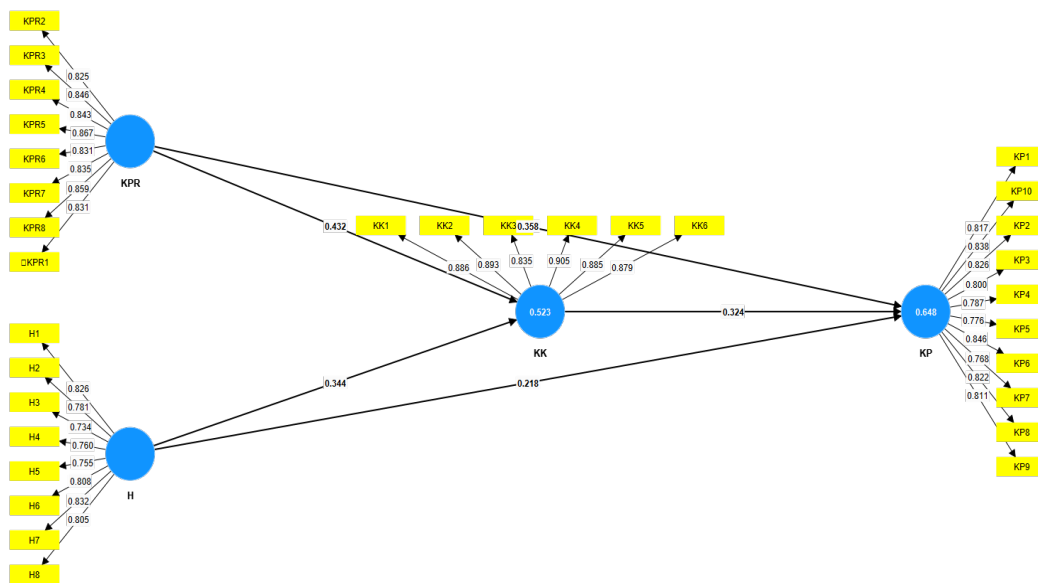 KPR2
KPR3
KPR4
KPR5
KPR6
KPR7
KPR8
□KPR1
0.825
0.846
0.843
0.867
0.831
0.835
0.859
0.831
KPR
H1
H2
H3
H4
H5
H6
H7
H8
0.826
0.781
0.734
0.760
0.755
0.808
0.832
0.805
H
0.432
0.358
0.344
0.218
0.324
KK1
KK2
KK3
KK4
KK5
KK6
0.886
0.893
0.835
0.905
0.885
0.879
0.523
KK
0.648
KP
0.817
0.838
0.826
0.800
0.787
0.776
0.846
0.768
0.822
0.811
KP1
KP10
KP2
KP3
KP4
KP5
KP6
KP7
KP8
KP9